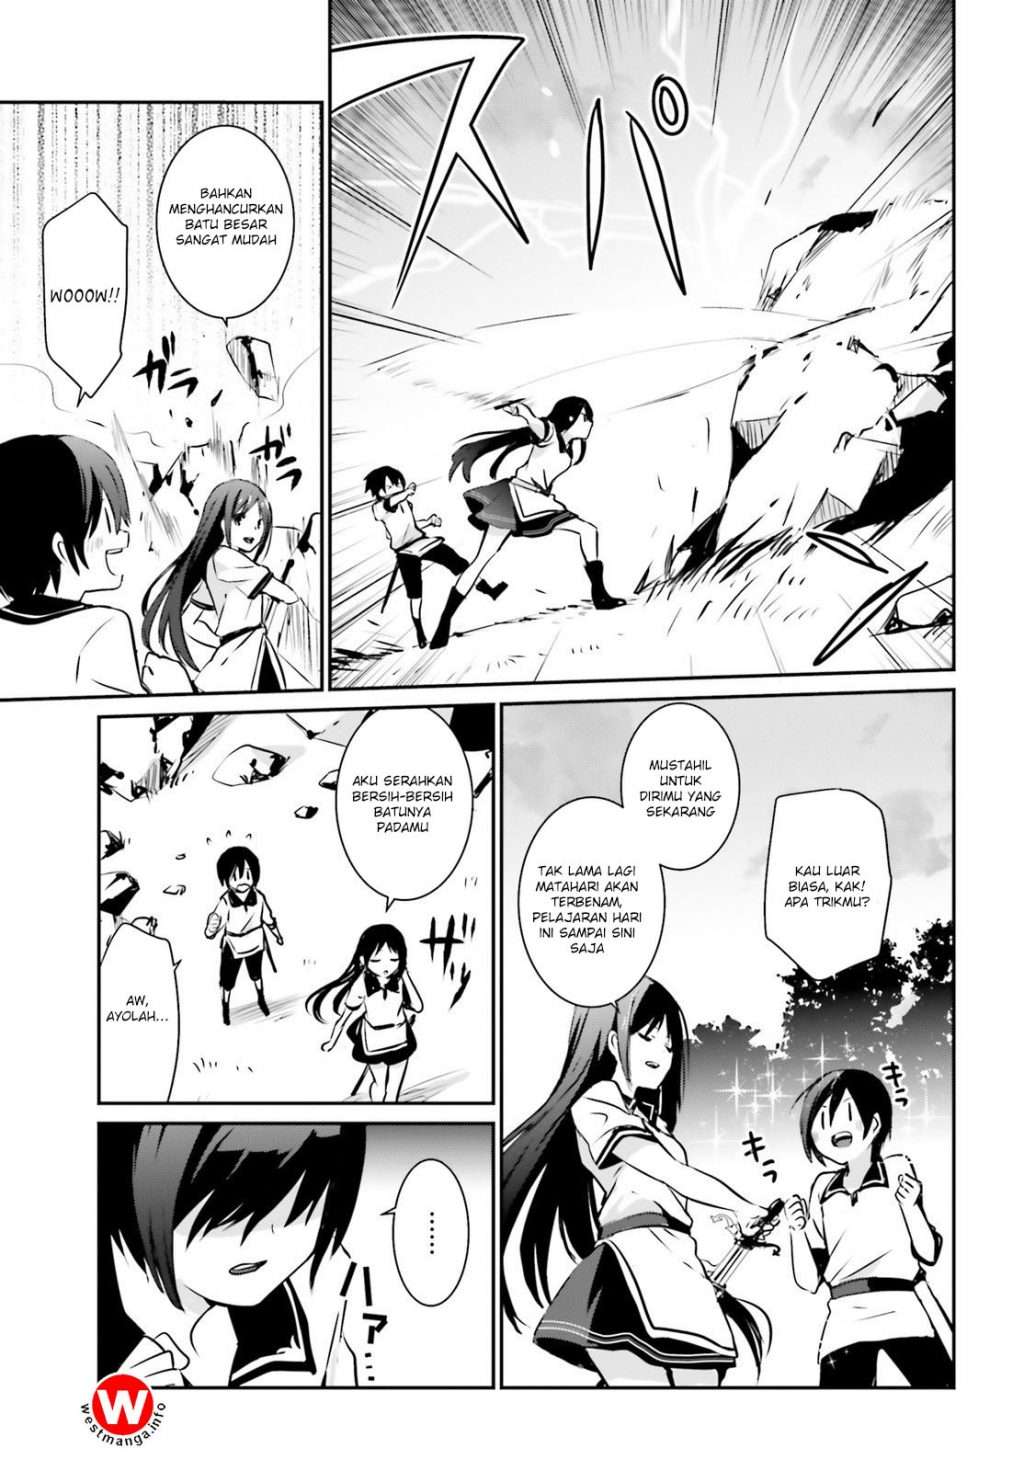 スパ
BAHKAN
MENGHANCURKAN
BATU BESAR
SANGAT MUDAH
WOOOW!!
ガラ
ガラ
KAU LUAR
BIASA, KAK!
APA TRIKMU?
MUSTAHIL
UNTUK
DIRIMU YANG
SEKARANG
TAK LAMA LAGI
MATAHARI AKAN
TERBENAM,
PELAJARAN HARI
INI SAMPAI SINI
SAJA
キラ
キラ
AKU SERAHKAN
BERSIH-BERSIH
BATUNYA
PADAMU
AW,
AYOLAH...
ハァ...
......
W
westmanga.info